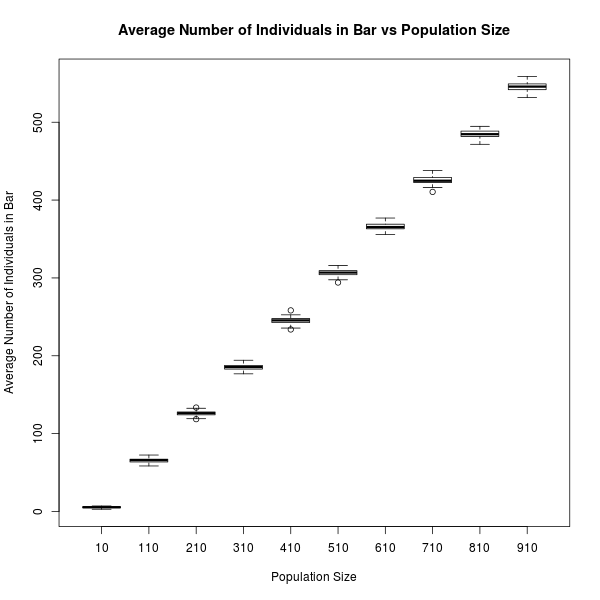 Average Number of Individuals in Bar vs Population Size
Average Number of Individuals in Bar
500
400
300
200
100
0
10 110 210 310 410 510 610 710 810 910
Population Size